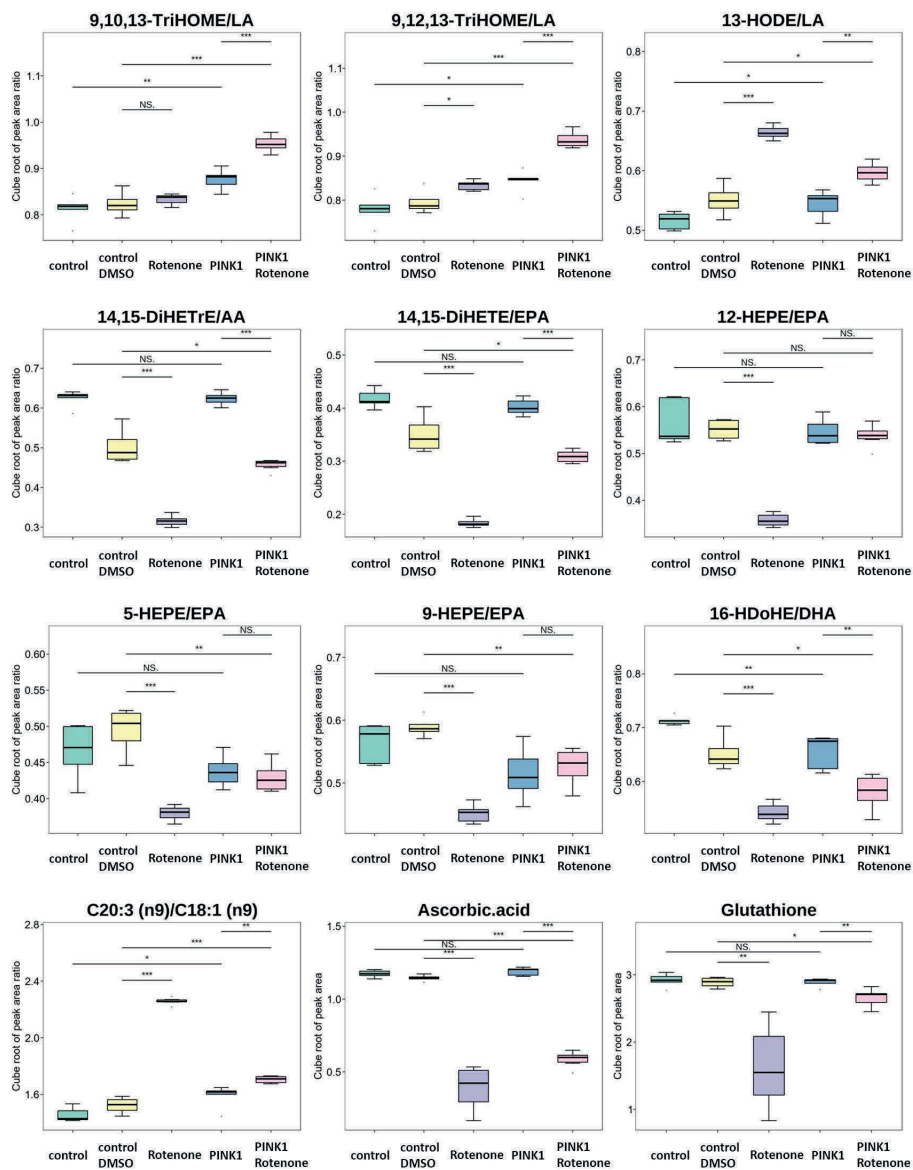 9,10,13-TriHOME/LA
Cube root of peak area ratio
1.1
1.0
0.9
0.8
***
***
**
NS.
control
control
DMSO
Rotenone
PINK1
PINK1
Rotenone
9,12,13-TriHOME/LA
Cube root of peak area ratio
1.1
1.0
0.9
0.8
***
***
*
*
control
control
DMSO
Rotenone
PINK1
PINK1
Rotenone
13-HODE/LA
Cube root of peak area ratio
0.8
0.7
0.6
0.5
**
*
*
***
control
control
DMSO
Rotenone
PINK1
PINK1
Rotenone
14,15-DiHETrE/AA
Cube root of peak area ratio
0.7
0.6
0.5
0.4
0.3
***
*
NS.
***
control
control
DMSO
Rotenone
PINK1
PINK1
Rotenone
14,15-DiHETE/EPA
Cube root of peak area ratio
0.5
0.4
0.3
0.2
***
*
NS.
***
control
control
DMSO
Rotenone
PINK1
PINK1
Rotenone
12-HEPE/EPA
Cube root of peak area ratio
0.7
0.6
0.5
0.4
NS.
NS.
NS.
***
control
control
DMSO
Rotenone
PINK1
PINK1
Rotenone
5-HEPE/EPA
Cube root of peak area ratio
0.60
0.55
0.50
0.45
0.40
NS.
**
NS.
***
control
control
DMSO
Rotenone
PINK1
PINK1
Rotenone
9-HEPE/EPA
Cube root of peak area ratio
0.7
0.6
0.5
NS.
**
NS.
***
control
control
DMSO
Rotenone
PINK1
PINK1
Rotenone
16-HDoHE/DHA
Cube root of peak area ratio
0.8
0.7
0.6
**
*
**
***
control
control
DMSO
Rotenone
PINK1
PINK1
Rotenone
C20:3 (n9)/C18:1 (n9)
Cube root of peak area ratio
2.8
2.4
2.0
1.6
**
***
*
***
control
control
DMSO
Rotenone
PINK1
PINK1
Rotenone
Ascorbic.acid
Cube root of peak area
1.5
1.0
0.5
***
***
NS.
***
control
control
DMSO
Rotenone
PINK1
PINK1
Rotenone
Glutathione
Cube root of peak area
3
2
1
**
*
NS.
**
control
control
DMSO
Rotenone
PINK1
PINK1
Rotenone